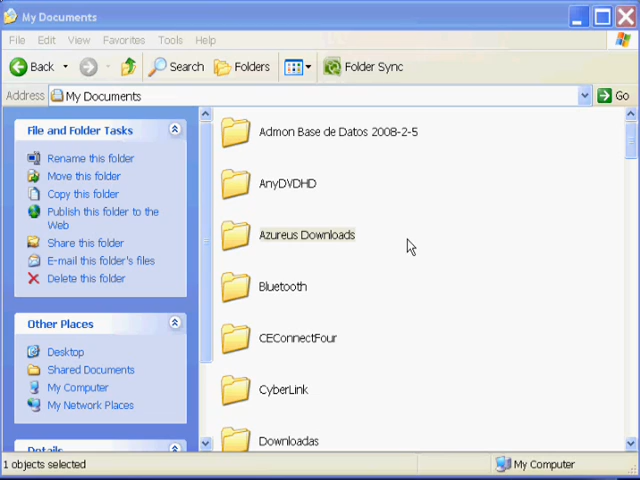 My Documents
File Edit View Favorites Tools Help
Back Search Folders Folder Sync
Address My Documents Go
File and Folder Tasks
Rename this folder
Move this folder
Copy this folder
Publish this folder to the
Web
Share this folder
E-mail this folder's files
Delete this folder
Other Places
Desktop
Shared Documents
My Computer
My Network Places
Details
Admon Base de Datos 2008-2-5
AnyDVDHD
Azureus Downloads
Bluetooth
CEConnectFour
CyberLink
Downloadas
1 objects selected
My Computer